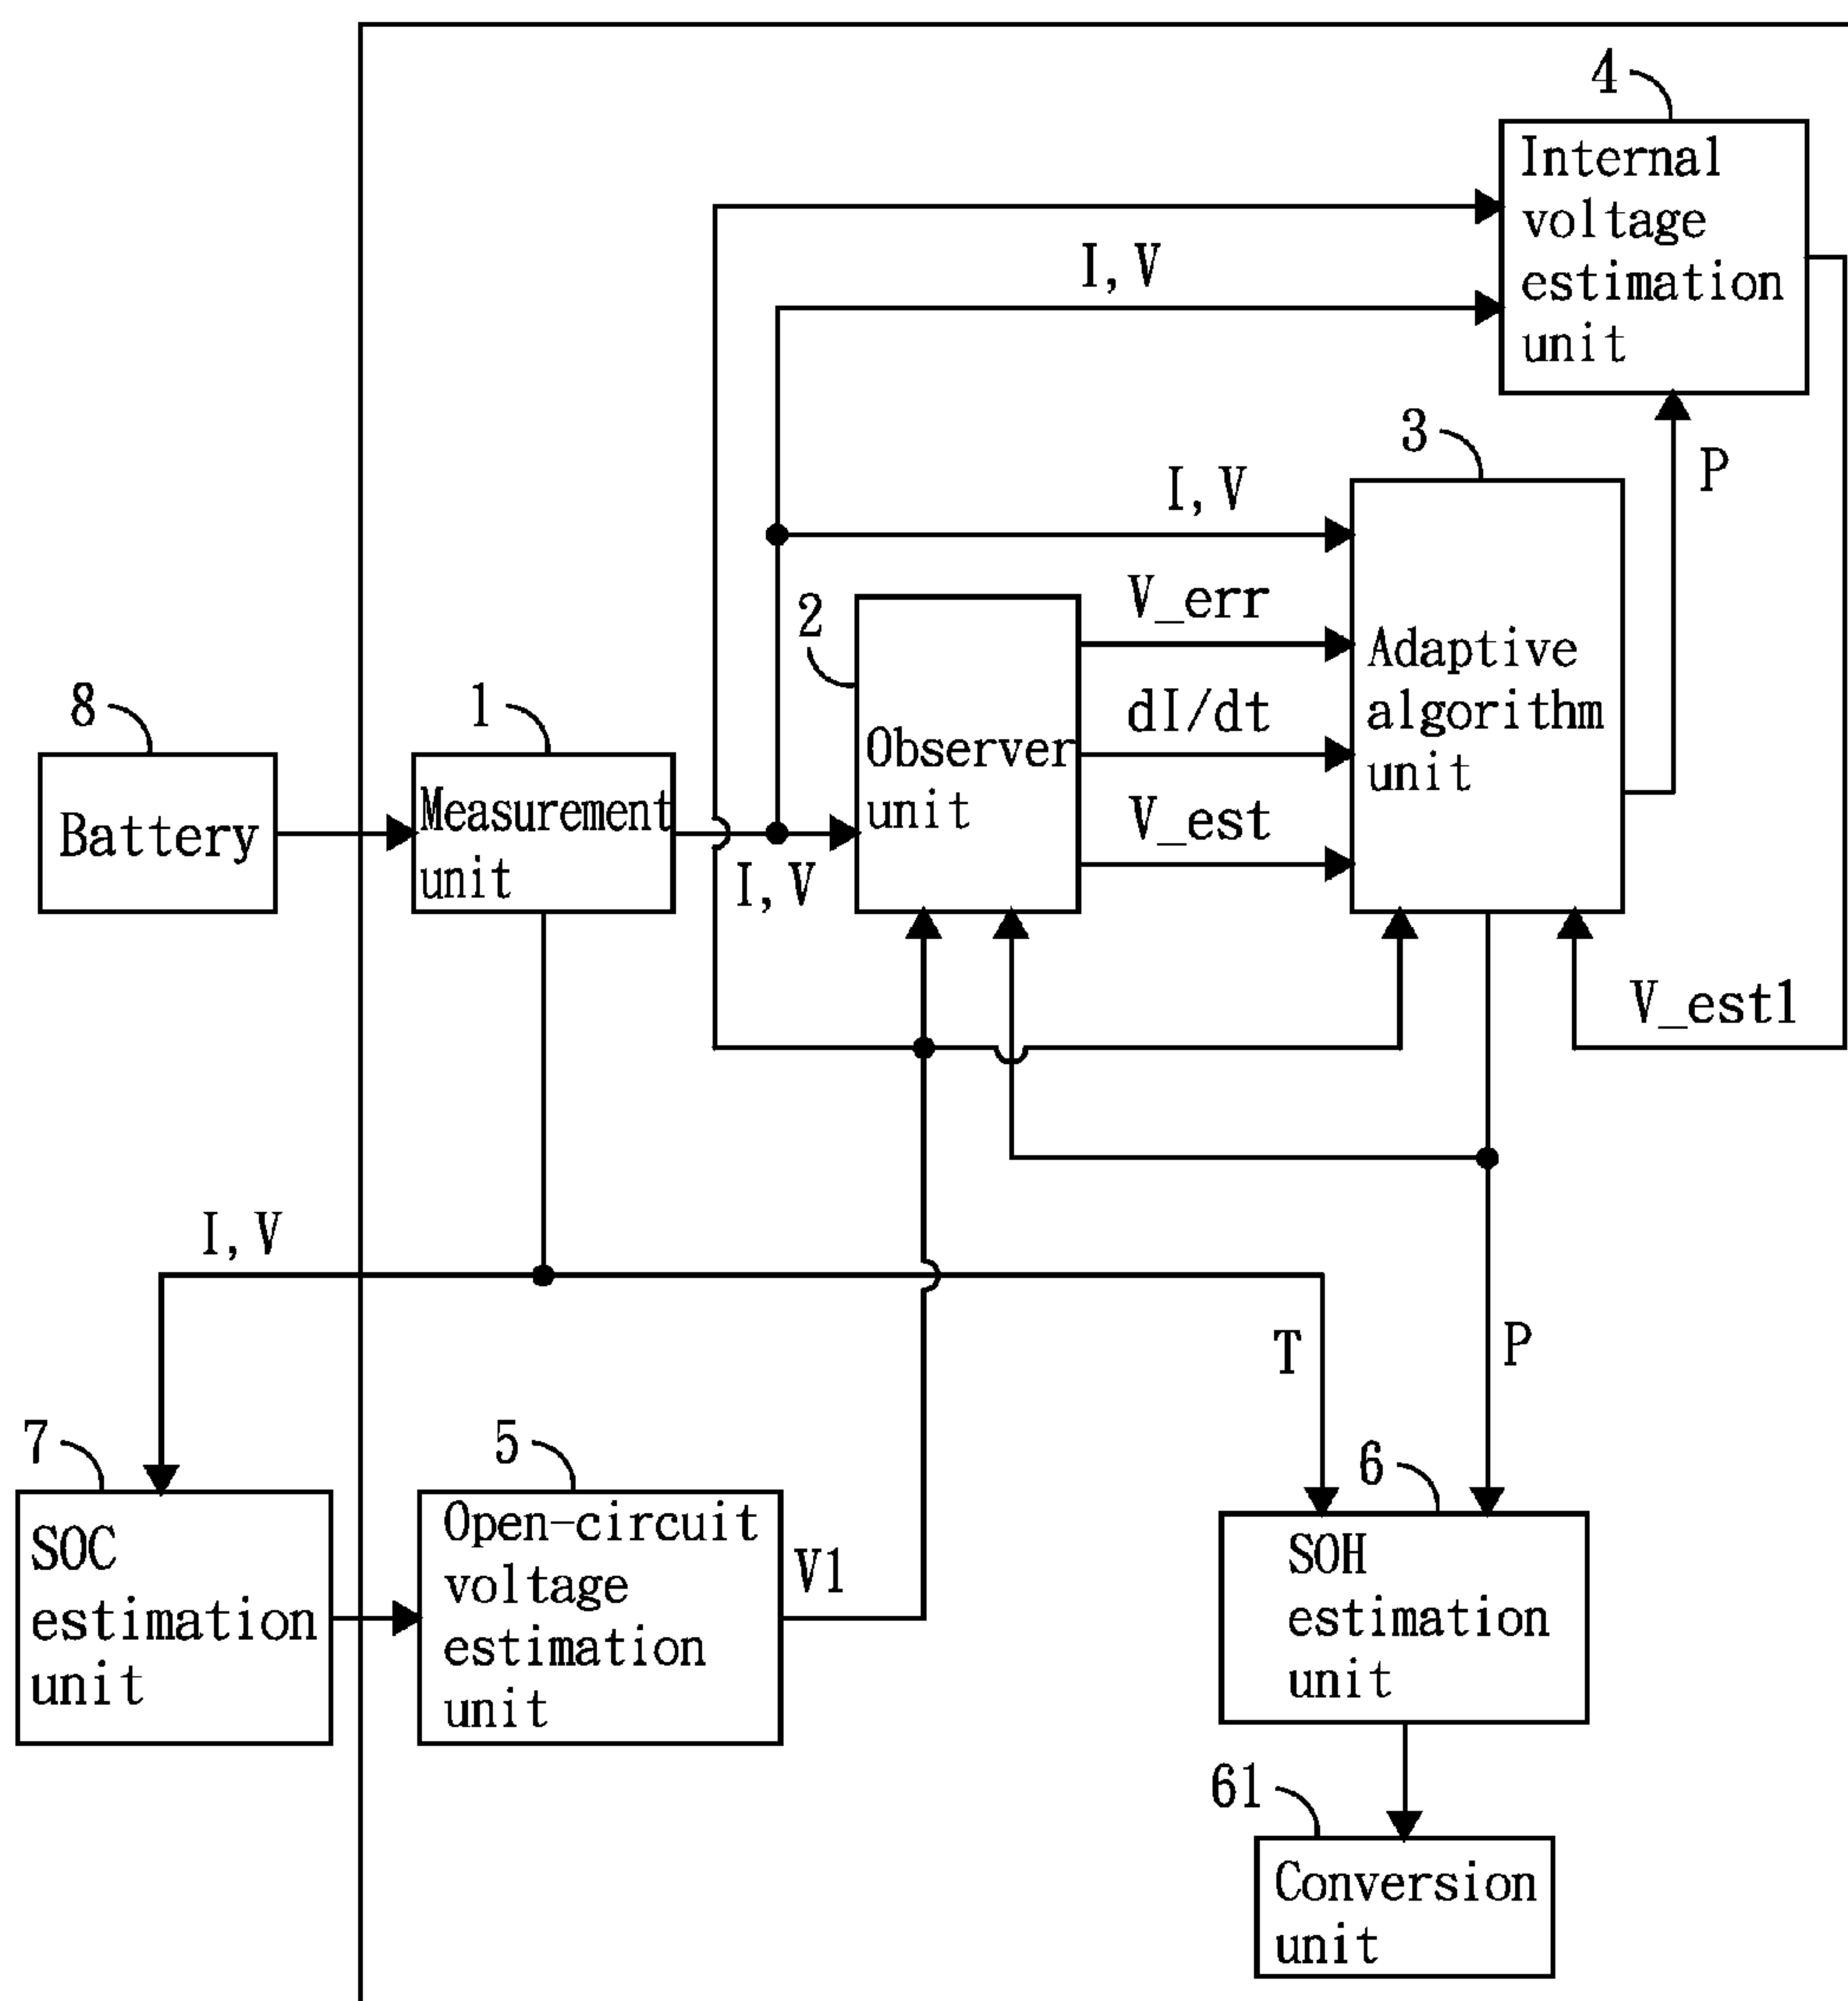 4
Internal
voltage
estimation
unit
I, V
3
P
I, V
V_err
2
Adaptive
algorithm
unit
dI/dt
8
1
Observer
unit
V_est
Battery
Measurement
unit
I, V
V_est1
I, V
T
P
7
5
6
SOC
estimation
unit
Open-circuit
voltage
estimation
unit
V1
SOH
estimation
unit
61
Conversion
unit